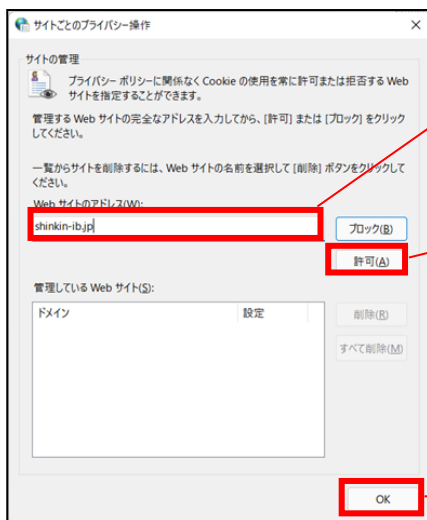 サイトごとのプライバシー操作
サイトの管理
プライバシー ポリシーに関係なく Cookie の使用を常に許可または拒否する Web
サイトを指定することができます。
管理する Web サイトの完全なアドレスを入力してから、[許可] または [ブロック] をクリック
してください。
一覧からサイトを削除するには、Web サイトの名前を選択して [削除] ボタンをクリックして
ください。
Web サイトのアドレス(W):
shinkin-ib.jp
ブロック(B)
許可(A)
管理している Web サイト(S):
ドメイン 設定
削除(R)
すべて削除(M)
OK